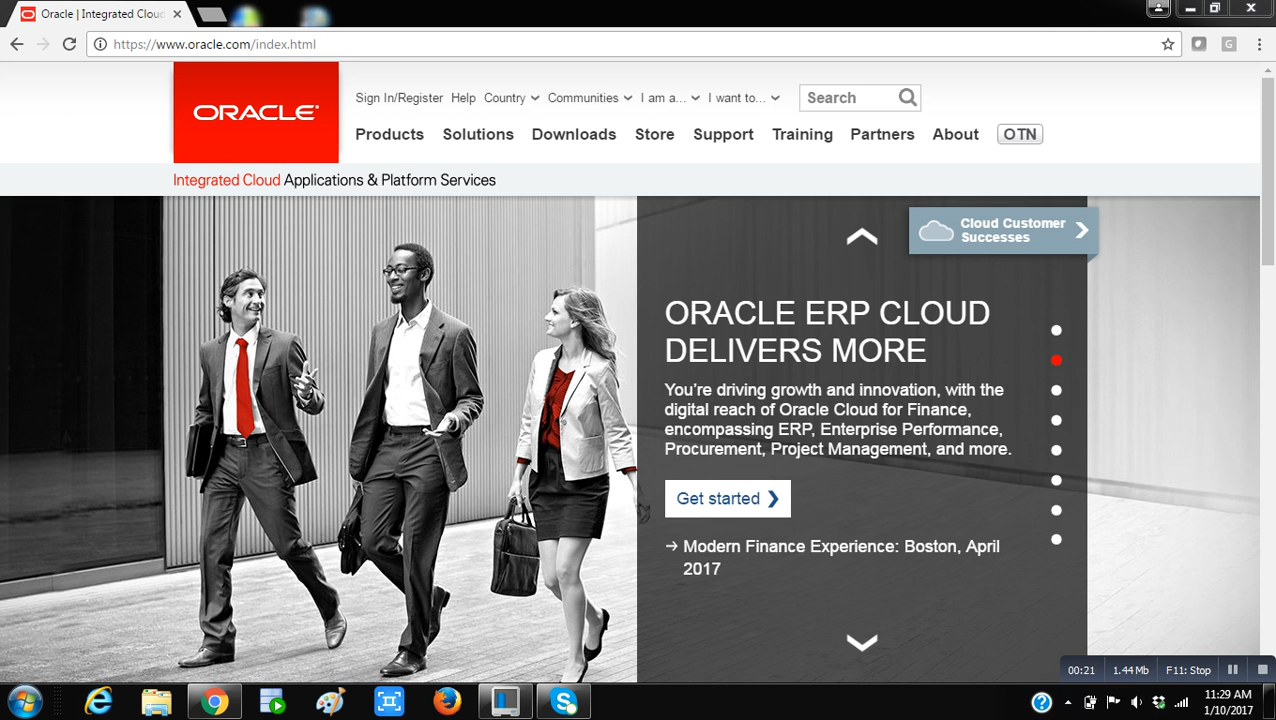 Oracle | Integrated Cloud
https://www.oracle.com/index.html
ORACLE®
Sign In/Register Help Country Communities I am a... I want to... Search
Products Solutions Downloads Store Support Training Partners About OTN
Integrated Cloud Applications & Platform Services
Cloud Customer
Successes
ORACLE ERP CLOUD
DELIVERS MORE
You’re driving growth and innovation, with the
digital reach of Oracle Cloud for Finance,
encompassing ERP, Enterprise Performance,
Procurement, Project Management, and more.
Get started
Modern Finance Experience: Boston, April
2017
00:21 1.44 Mb F11: Stop
11:29 AM
1/10/2017